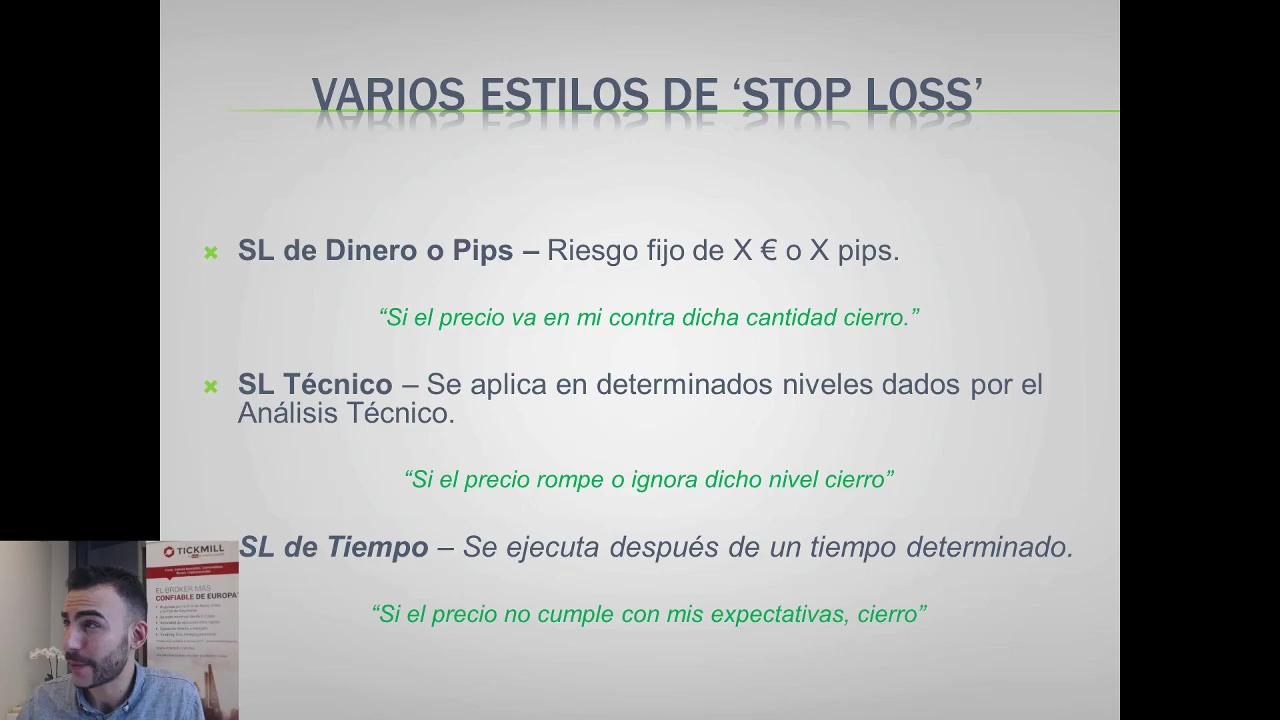 VARIOS ESTILOS DE ‘STOP LOSS’
SL de Dinero o Pips – Riesgo fijo de X € o X pips.
“Si el precio va en mi contra dicha cantidad cierro.”
SL Técnico – Se aplica en determinados niveles dados por el
Análisis Técnico.
“Si el precio rompe o ignora dicho nivel cierro”
SL de Tiempo – Se ejecuta después de un tiempo determinado.
“Si el precio no cumple con mis expectativas, cierro”
TICKMILL
EL BROKER MÁS
CONFIABLE DE EUROPA